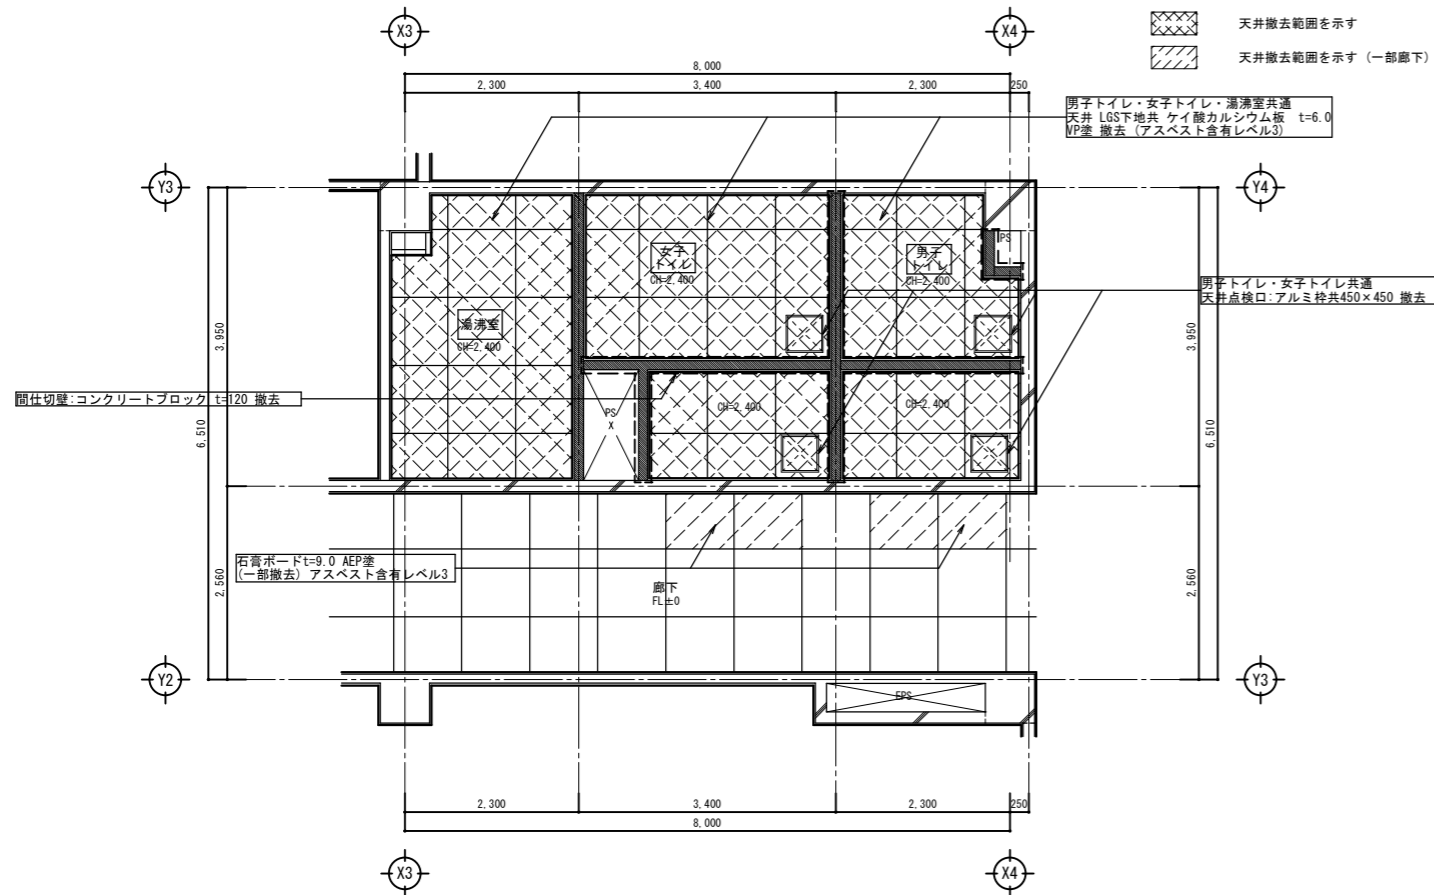 X3
X4
天井撤去範囲を示す
天井撤去範囲を示す (一部廊下)
8,000
2,300
3,400
2,300
250
男子トイレ・女子トイレ・湯沸室共通
天井 LGS下地共 ケイ酸カルシウム板 t=6.0
VP塗 撤去 (アスベスト含有レベル3)
Y3
Y4
PS
女子
トイレ
CH=2,400
男子
トイレ
CH=2,400
男子トイレ・女子トイレ共通
天井点検口:アルミ枠共450×450 撤去
湯沸室
CH=2,400
3,950
3,950
間仕切壁:コンクリートブロック t=120 撤去
PS
X
CH=2,400
CH=2,400
6,510
6,510
石膏ボードt=9.0 AEP塗
(一部撤去) アスベスト含有レベル3
廊下
FL±0
2,560
2,560
Y2
Y3
EPS
2,300
3,400
2,300
250
8,000
X3
X4